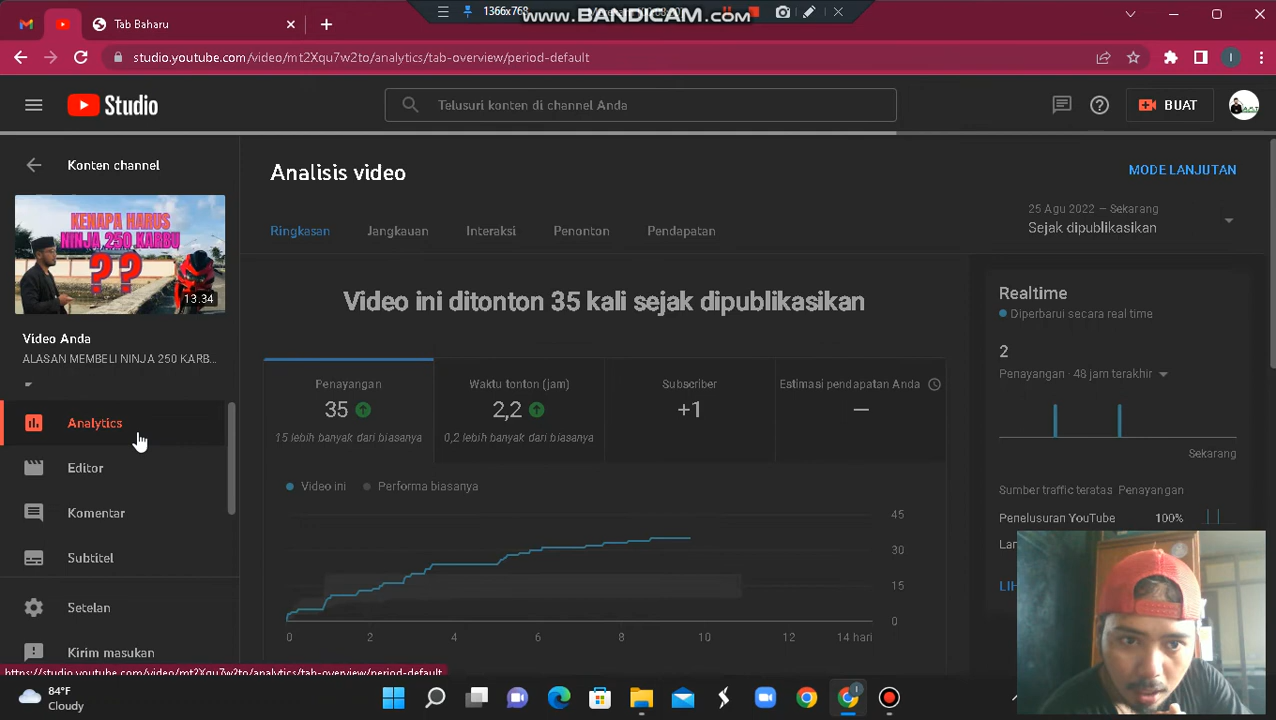 1366x768
www.BANDICAM.com
Tab Baharu
studio.youtube.com/video/mt2Xqu7w2to/analytics/tab-overview/period-default
I
Studio
Telusuri konten di channel Anda
BUAT
Konten channel
KENAPA HARUS
NINJA 250 KARBU
??
13.34
Video Anda
ALASAN MEMBELI NINJA 250 KARB...
Analytics
Editor
Komentar
Subtitel
Setelan
Kirim masukan
Analisis video
MODE LANJUTAN
25 Agu 2022 – Sekarang
Sejak dipublikasikan
Ringkasan Jangkauan Interaksi Penonton Pendapatan
Video ini ditonton 35 kali sejak dipublikasikan
Penayangan
35
15 lebih banyak dari biasanya
Waktu tonton (jam)
2,2
0,2 lebih banyak dari biasanya
Subscriber
+1
Estimasi pendapatan Anda
—
Video ini Performa biasanya
45
30
15
0
0 2 4 6 8 10 12 14 hari
Realtime
Diperbarui secara real time
2
Penayangan · 48 jam terakhir
Sekarang
Sumber traffic teratas Penayangan
Penelusuran YouTube 100%
https://studio.youtube.com/video/mt2Xqu7w2to/analytics/tab-overview/period-default
84°F
Cloudy